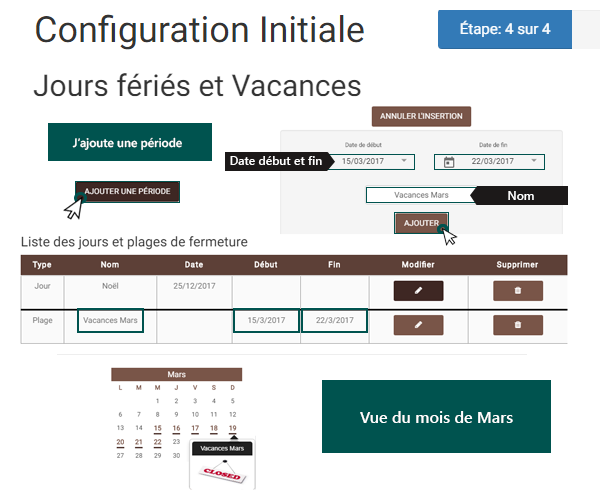 Configuration Initiale
Étape: 4 sur 4
Jours fériés et Vacances
ANNULER L'INSERTION
J'ajoute une période
Date de début
Date de fin
Date début et fin
15/03/2017
22/03/2017
AJOUTER UNE PÉRIODE
Vacances Mars
Nom
AJOUTER
Liste des jours et plages de fermeture
Type Nom Date Début Fin Modifier Supprimer
Jour Noël 25/12/2017
Plage Vacances Mars 15/3/2017 22/3/2017
Mars
L M M J V S D
1 2 3 4 5
6 7 8 9 10 11 12
13 14 15 16 17 18 19
20 21 22 23
27 28 29 30
Vacances Mars
CLOSED
Vue du mois de Mars